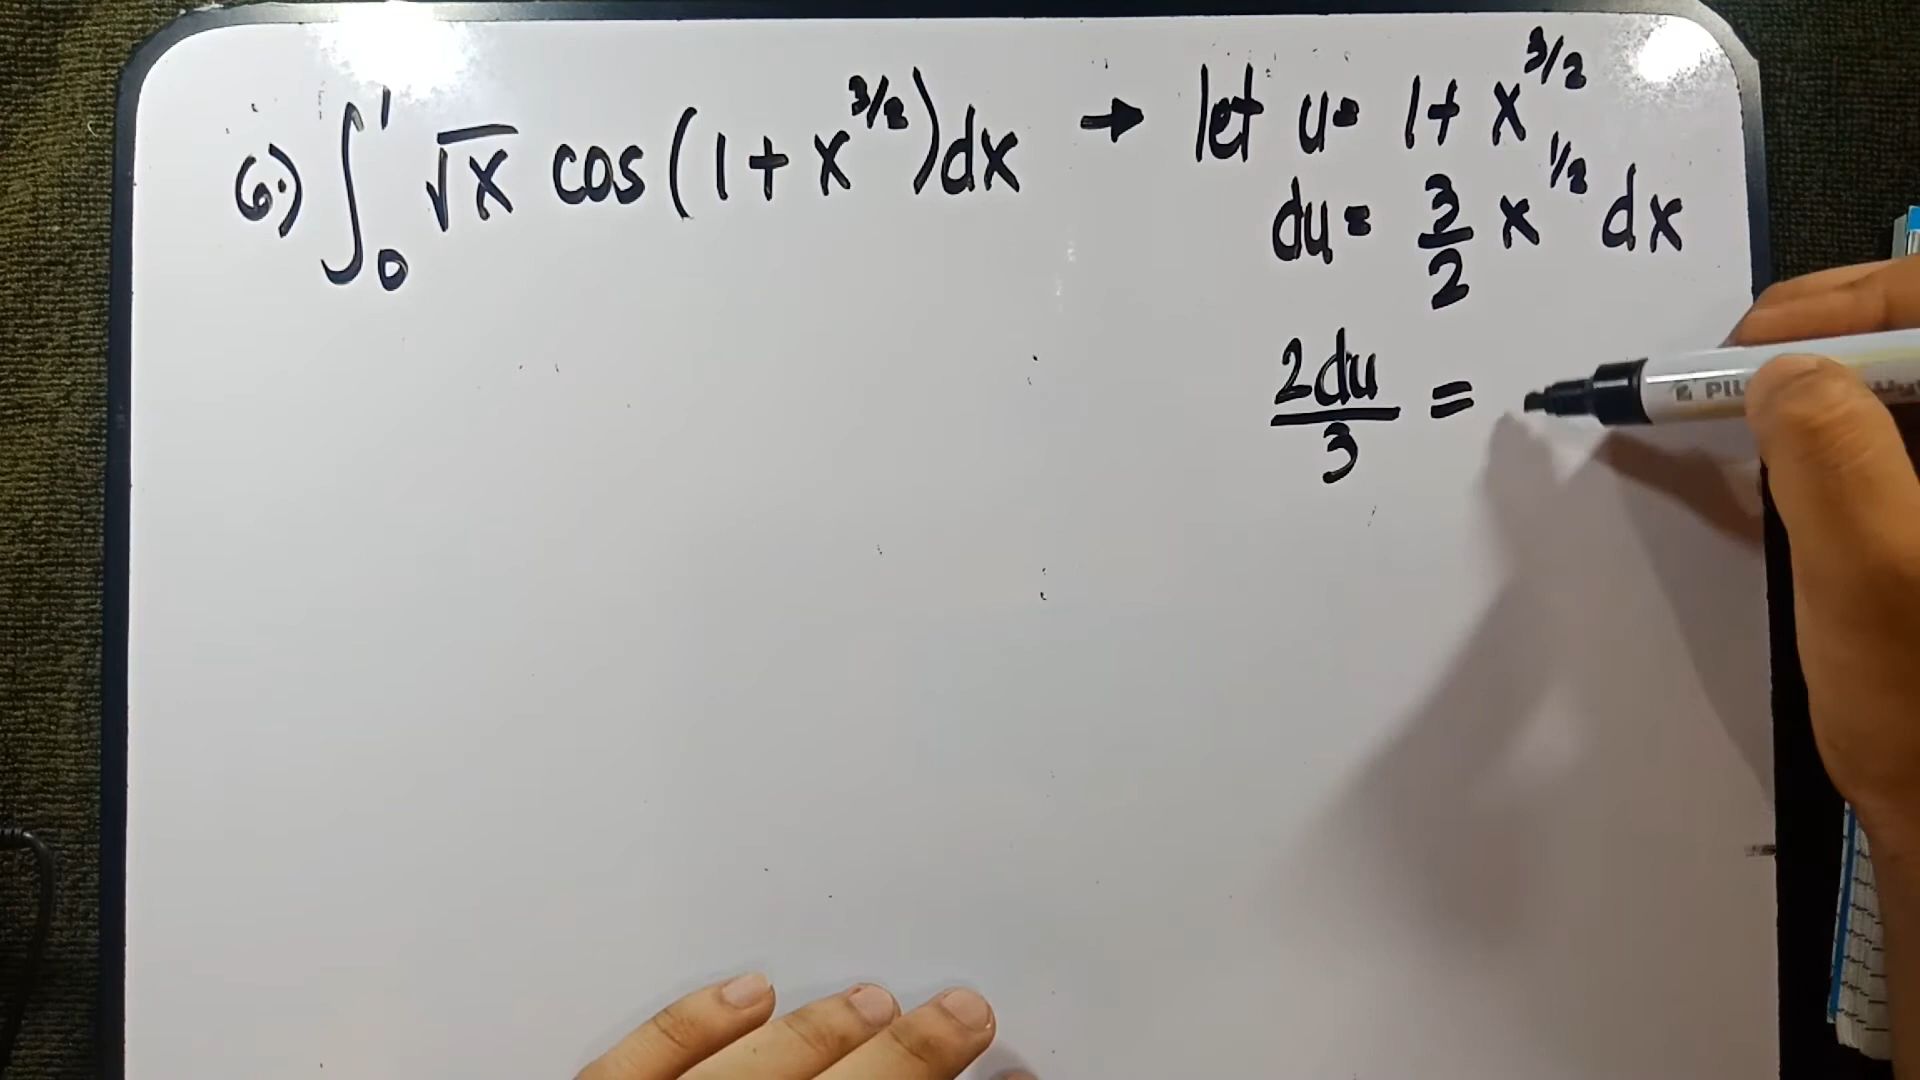 6.) ∫₀¹ √x cos(1 + x^3/2)dx → let u = 1 + x^3/2
du = 3/2 x^1/2 dx
2du/3 =
PIL